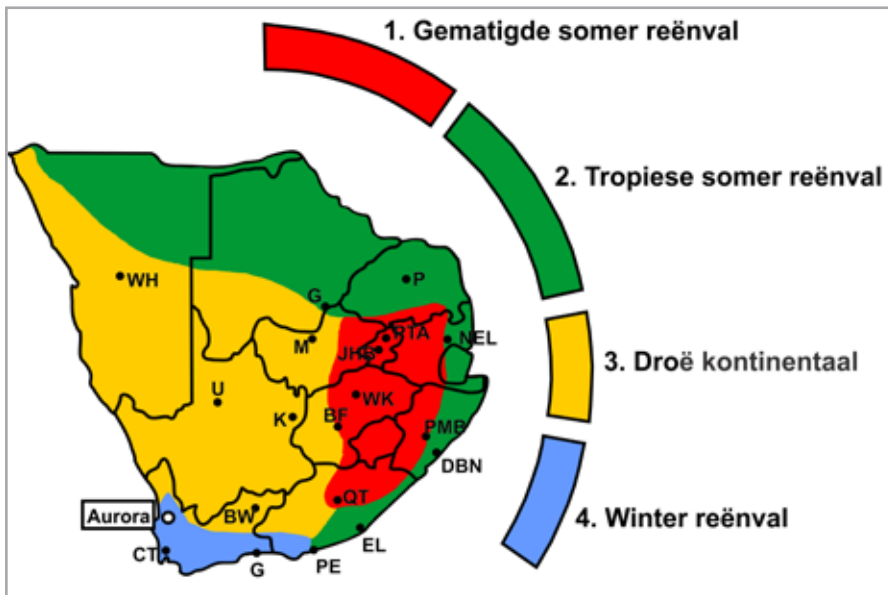 1. Gematigde somer reënval
2. Tropiese somer reënval
WH
P
G
M
PTA
JHB
NEL
3. Droë kontinentaal
U
K
WK
BF
PMB
DBN
QT
Aurora
BW
4. Winter reënval
EL
CT
G
PE